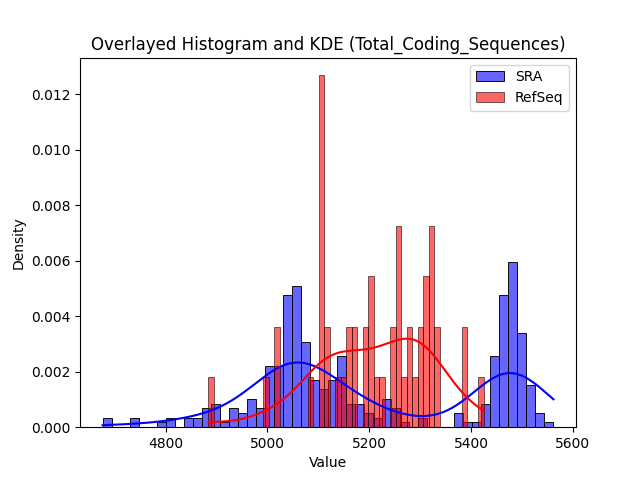 Overlayed Histogram and KDE (Total_Coding_Sequences)
SRA
RefSeq
0.012
0.010
0.008
0.006
0.004
0.002
0.000
Density
4800 5000 5200 5400 5600
Value